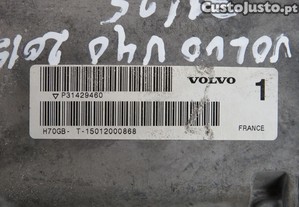 CustoJusto.pt
VOLVO V40 2015
VOLVO
▽ P31429460
1
H70GB- T-15012000868
FRANCE